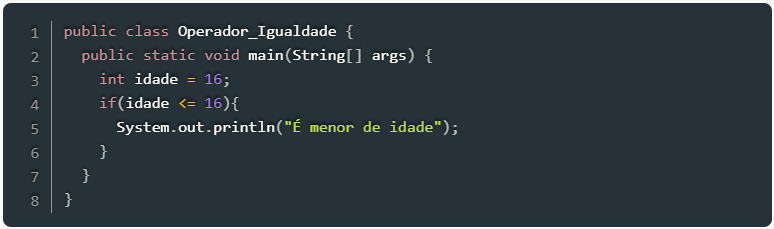 1 public class Operador_Igualdade {
2   public static void main(String[] args) {
3     int idade = 16;
4     if(idade <= 16){
5       System.out.println("É menor de idade");
6     }
7   }
8 }